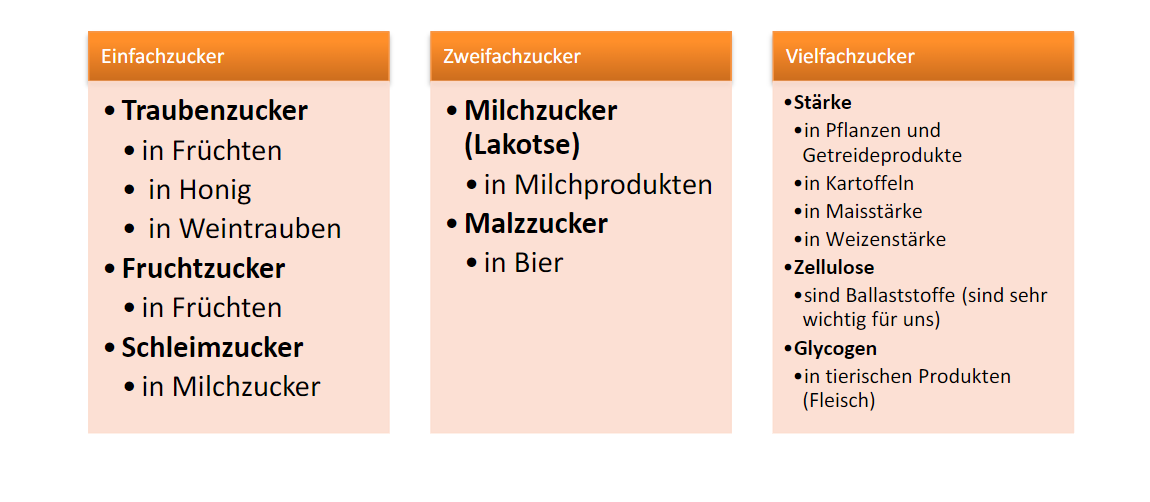 Einfachzucker
• Traubenzucker
• in Früchten
• in Honig
• in Weintrauben
• Fruchtzucker
• in Früchten
• Schleimzucker
• in Milchzucker
Zweifachzucker
• Milchzucker
(Lakotse)
• in Milchprodukten
• Malzzucker
• in Bier
Vielfachzucker
•Stärke
•in Pflanzen und
Getreideprodukte
•in Kartoffeln
•in Maisstärke
•in Weizenstärke
•Zellulose
•sind Ballaststoffe (sind sehr
wichtig für uns)
•Glycogen
•in tierischen Produkten
(Fleisch)